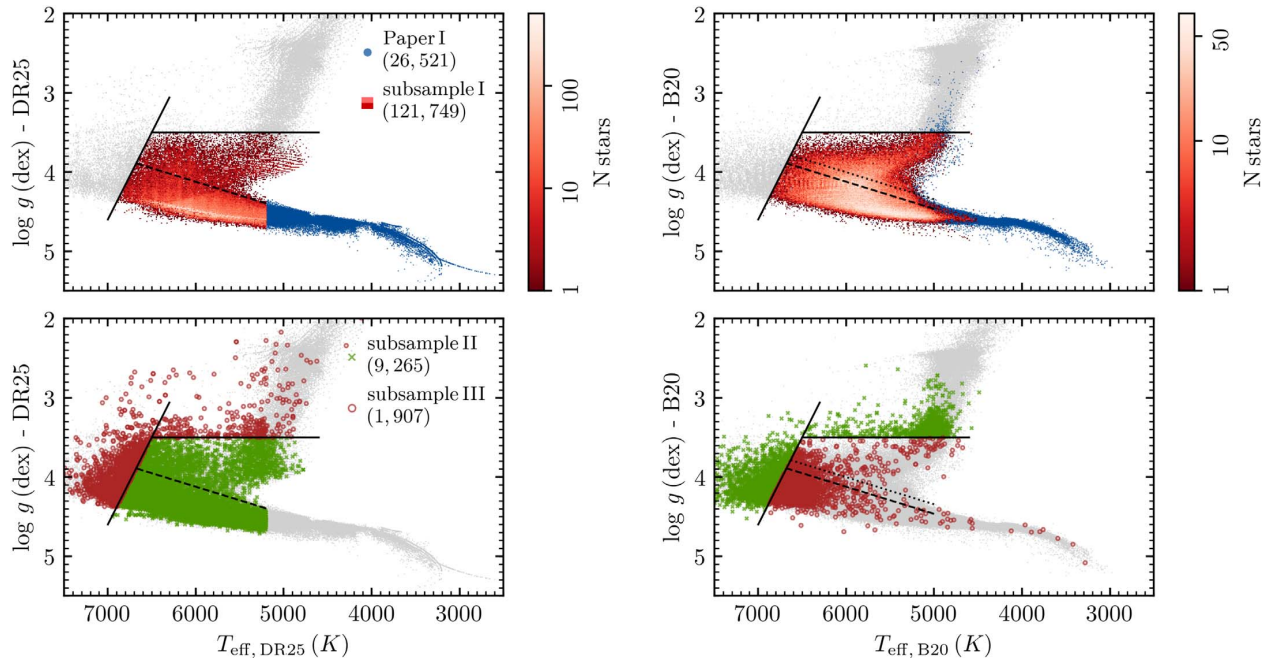 2
3
4
5
log g (dex) - DR25
Paper I
(26, 521)
subsample I
(121, 749)
100
10
1
N stars
2
3
4
5
log g (dex) - B20
50
10
1
N stars
2
3
4
5
log g (dex) - DR25
subsample II
(9, 265)
subsample III
(1, 907)
7000 6000 5000 4000 3000
T_eff, DR25 (K)
2
3
4
5
log g (dex) - B20
7000 6000 5000 4000 3000
T_eff, B20 (K)